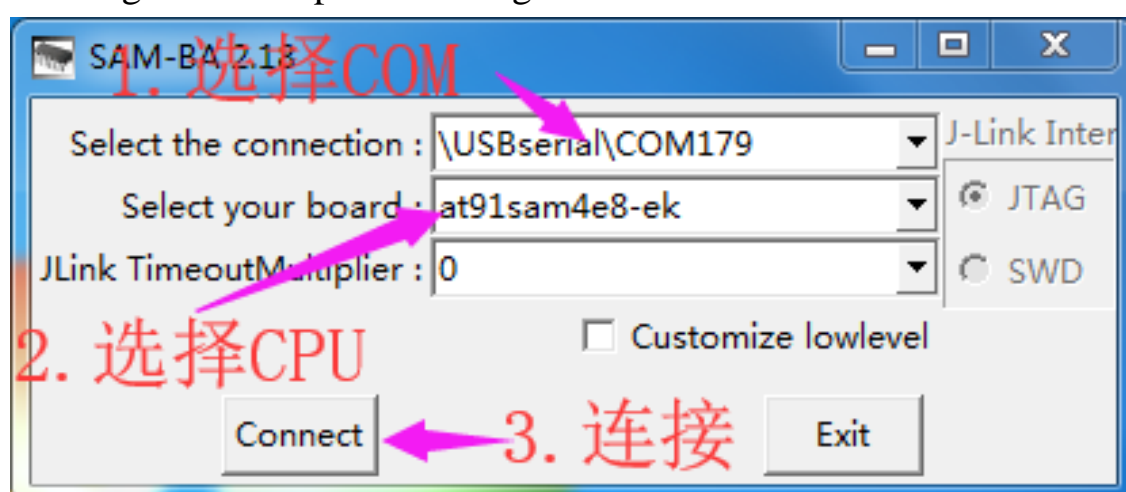 SAM-BA 2.18
1. 选择COM
Select the connection : \USBserial\COM179
J-Link Inter
Select your board : at91sam4e8-ek
JTAG
JLink TimeoutMultiplier : 0
SWD
2. 选择CPU
Customize lowlevel
Connect
3. 连接
Exit